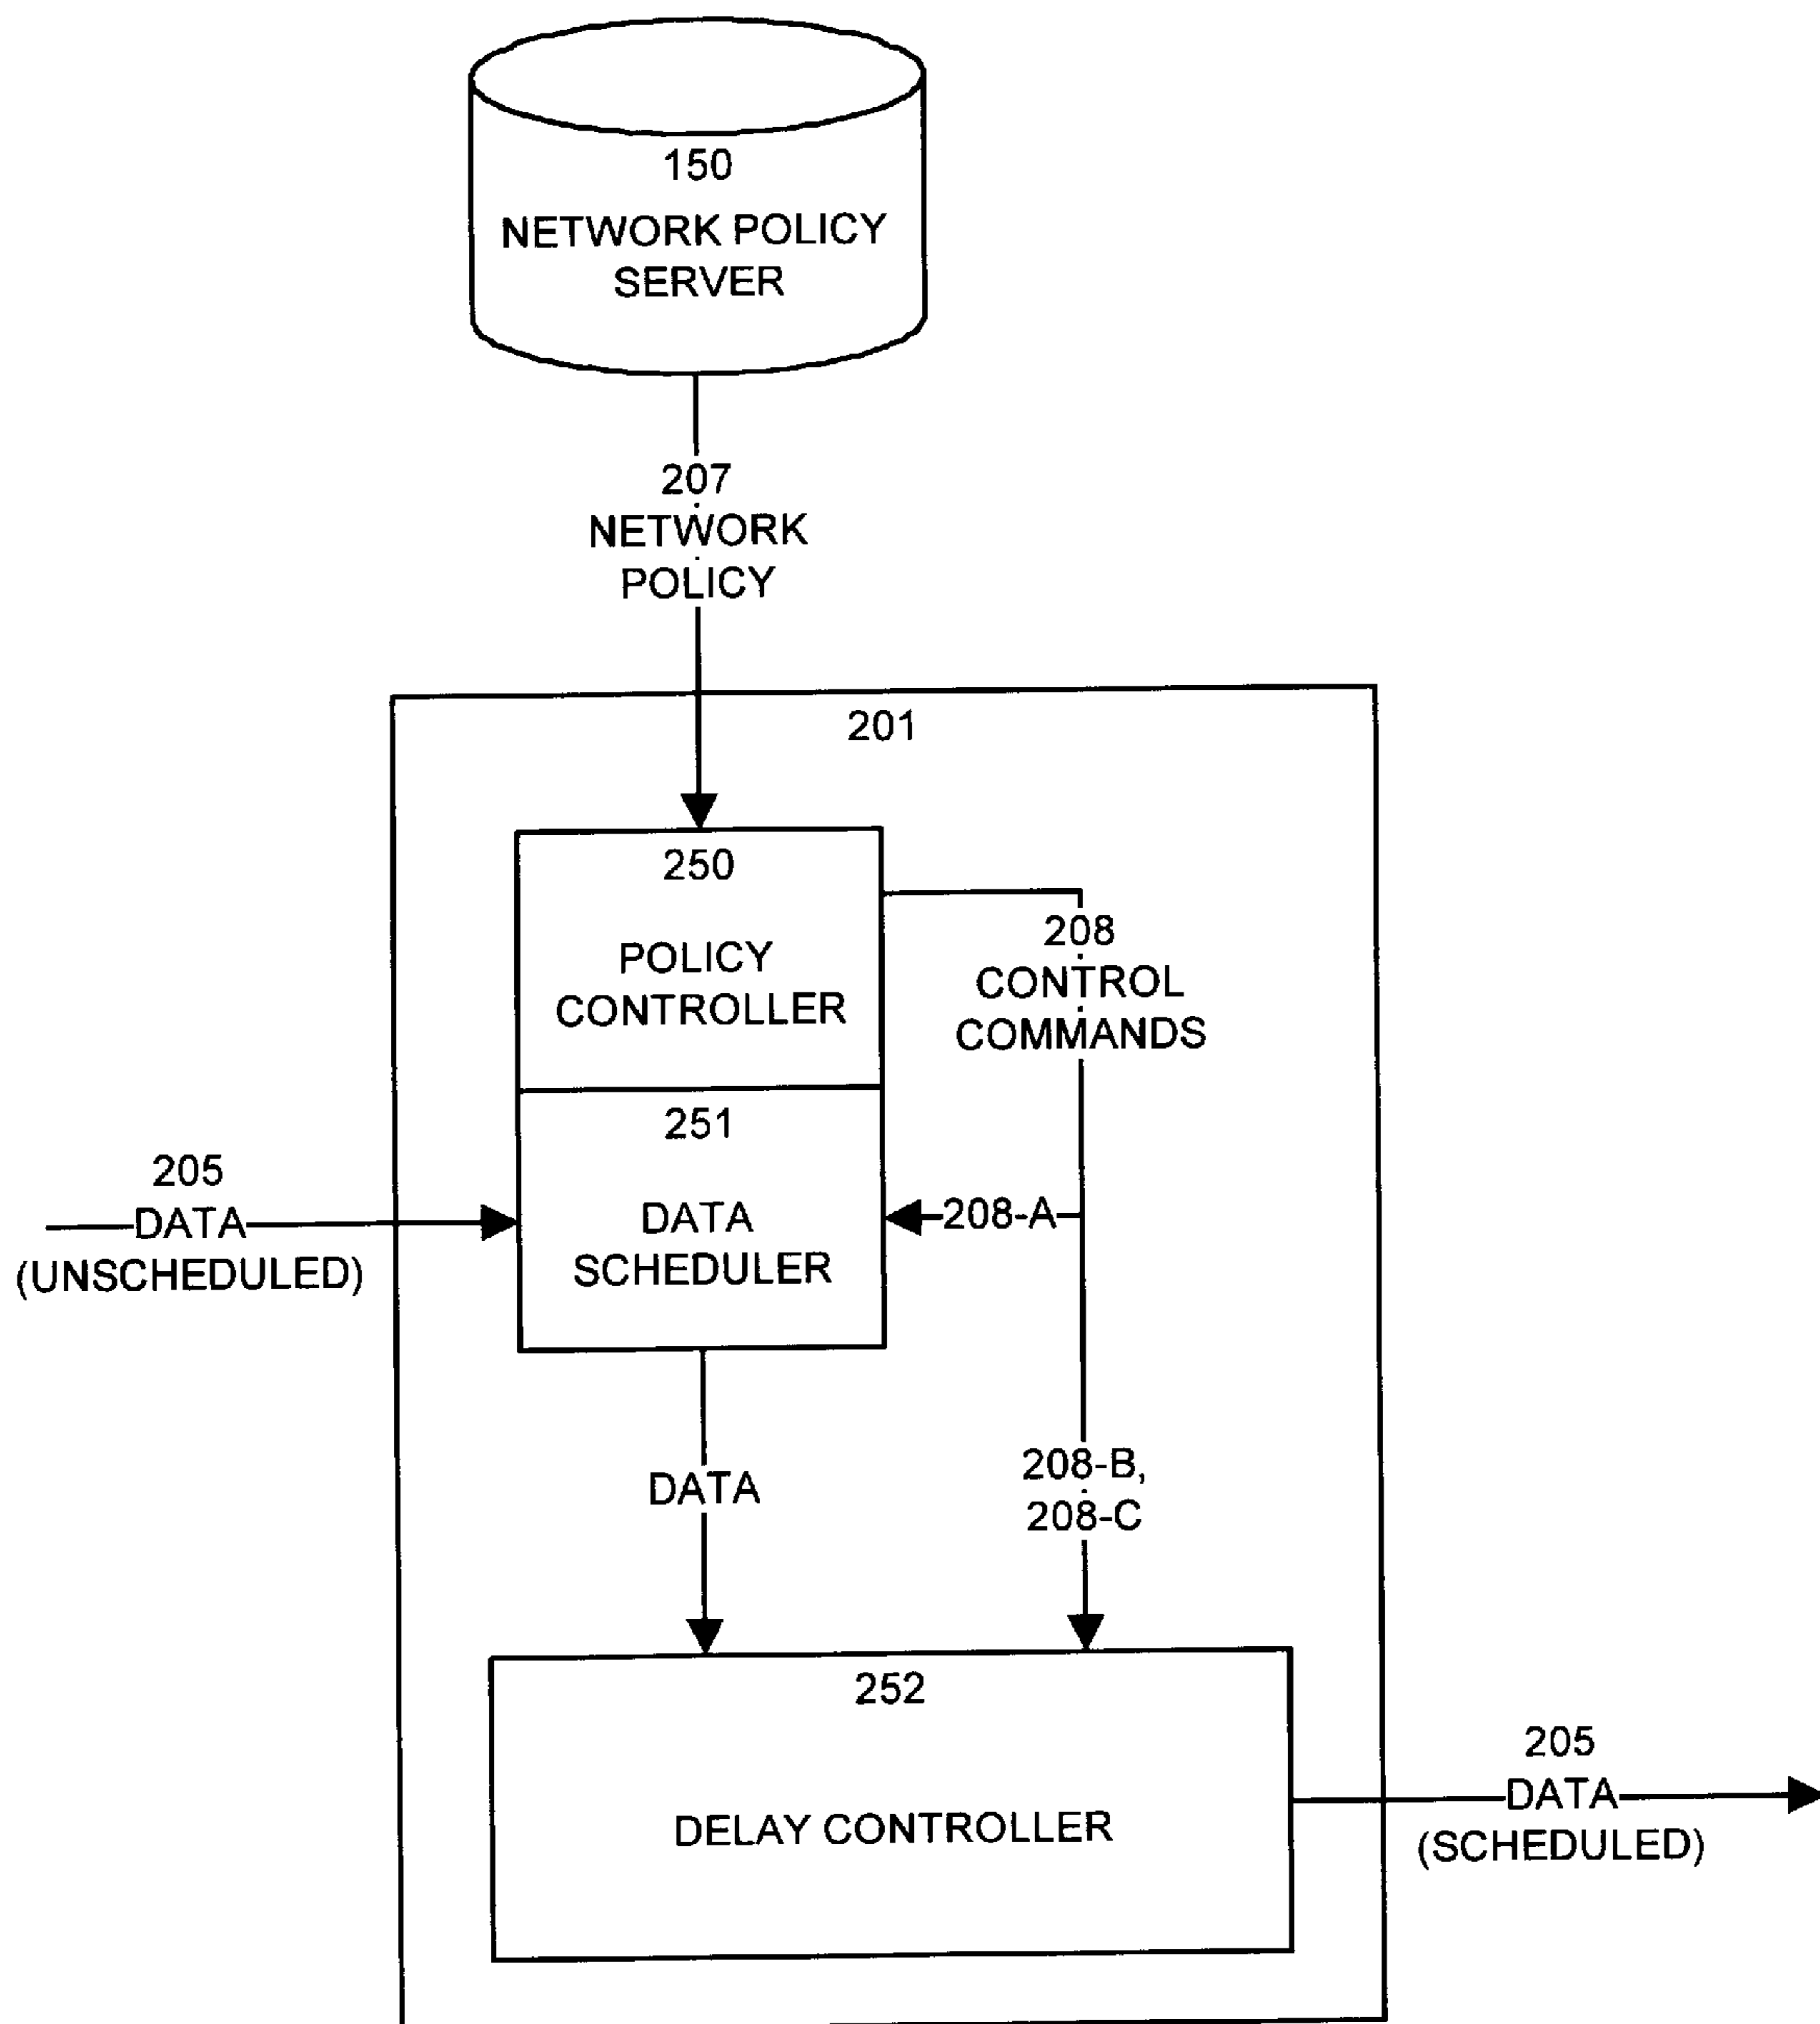 150
NETWORK POLICY
SERVER
207
NETWORK
POLICY
201
250
POLICY
CONTROLLER
208
CONTROL
COMMANDS
251
DATA
SCHEDULER
205
DATA
(UNSCHEDULED)
208-A
DATA
208-B,
208-C
252
DELAY CONTROLLER
205
DATA
(SCHEDULED)